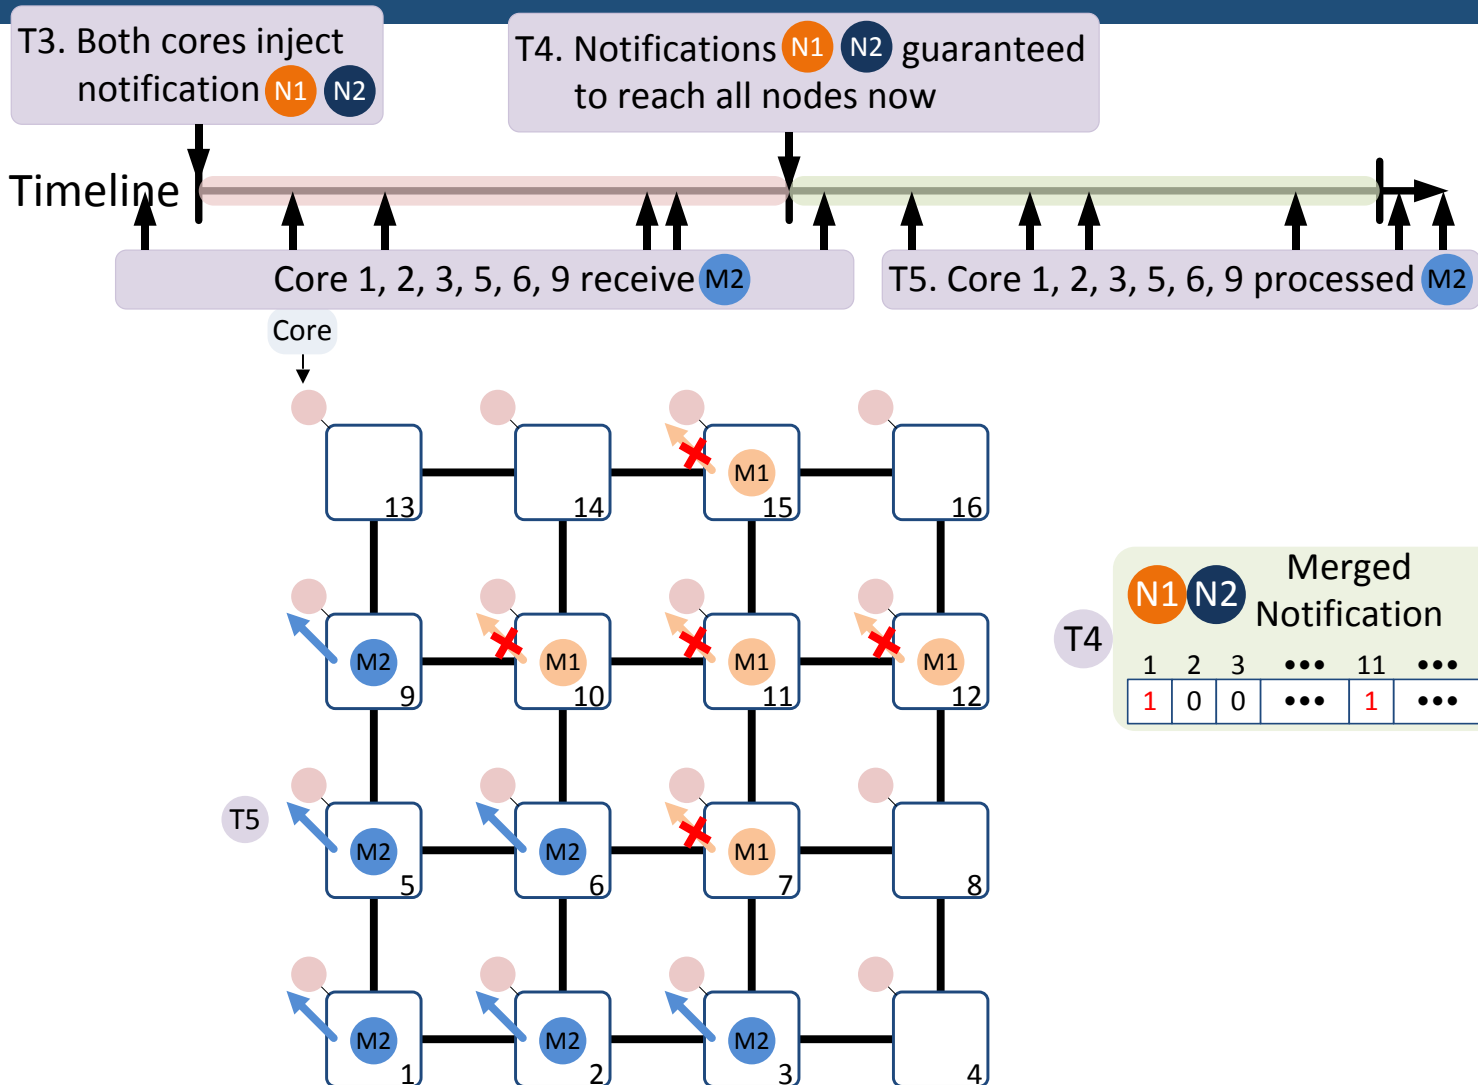 T3. Both cores inject
notification N1 N2
T4. Notifications N1 N2 guaranteed
to reach all nodes now
Timeline
Core 1, 2, 3, 5, 6, 9 receive M2
T5. Core 1, 2, 3, 5, 6, 9 processed M2
Core
M1
13 14 15 16
N1 N2 Merged
Notification
T4
1 2 3 ••• 11 •••
1 0 0 ••• 1 •••
M2 M1 M1 M1
9 10 11 12
T5
M2 M2 M1
5 6 7 8
M2 M2 M2
1 2 3 4